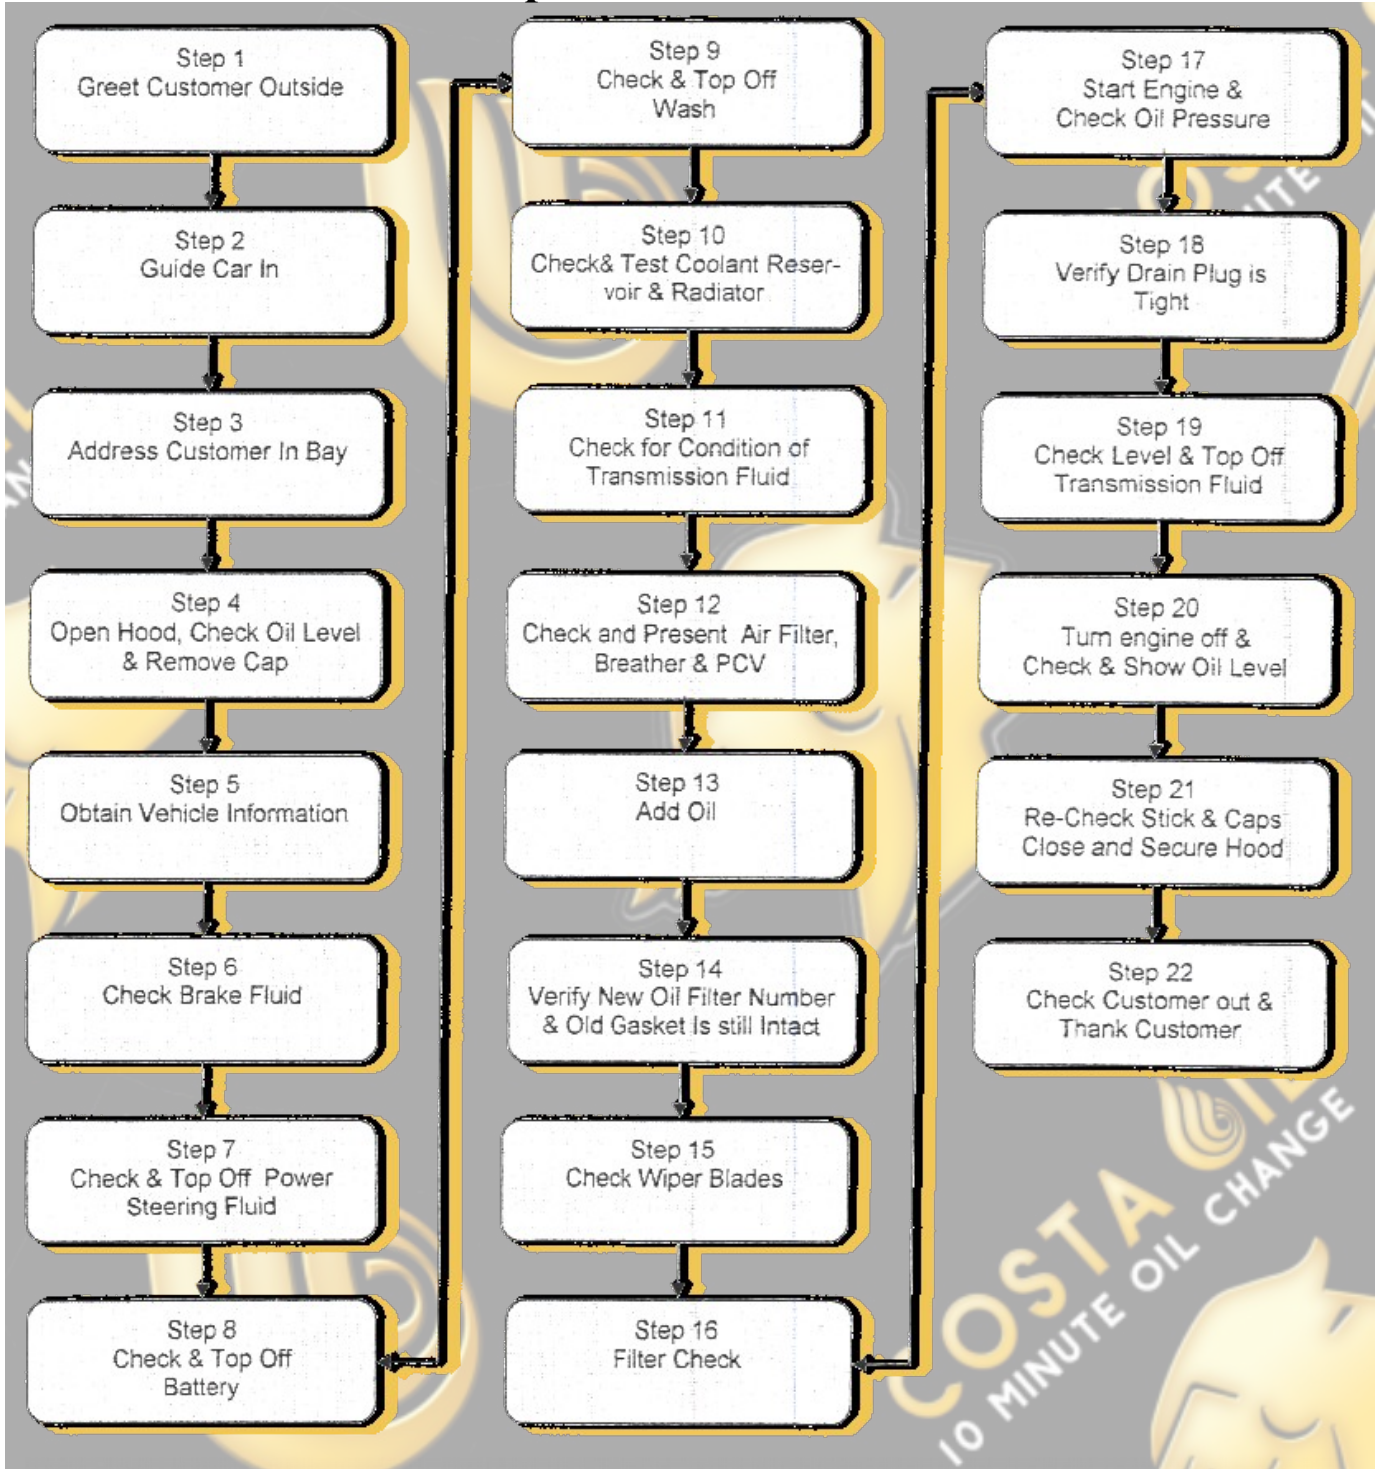 Step 1
Greet Customer Outside
Step 2
Guide Car In
Step 3
Address Customer In Bay
Step 4
Open Hood, Check Oil Level
& Remove Cap
Step 5
Obtain Vehicle Information
Step 6
Check Brake Fluid
Step 7
Check & Top Off Power
Steering Fluid
Step 8
Check & Top Off
Battery
Step 9
Check & Top Off
Wash
Step 10
Check& Test Coolant Reser-
voir & Radiator
Step 11
Check for Condition of
Transmission Fluid
Step 12
Check and Present Air Filter,
Breather & PCV
Step 13
Add Oil
Step 14
Verify New Oil Filter Number
& Old Gasket Is still Intact
Step 15
Check Wiper Blades
Step 16
Filter Check
Step 17
Start Engine &
Check Oil Pressure
Step 18
Verify Drain Plug is
Tight
Step 19
Check Level & Top Off
Transmission Fluid
Step 20
Turn engine off &
Check & Show Oil Level
Step 21
Re-Check Stick & Caps
Close and Secure Hood
Step 22
Check Customer out &
Thank Customer
COSTA OIL
10 MINUTE OIL CHANGE